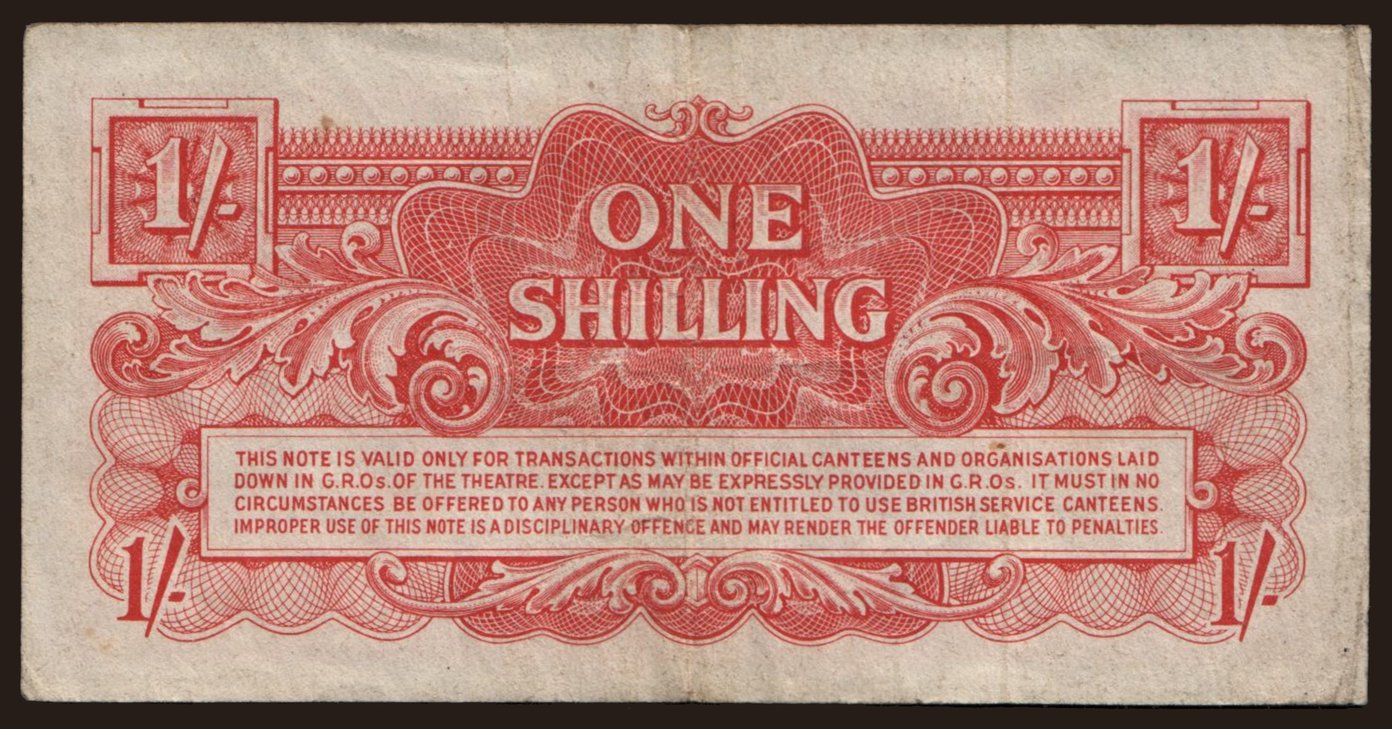 1/- 1/-
ONE
SHILLING
THIS NOTE IS VALID ONLY FOR TRANSACTIONS WITHIN OFFICIAL CANTEENS AND ORGANISATIONS LAID
DOWN IN G.R.Os. OF THE THEATRE. EXCEPT AS MAY BE EXPRESSLY PROVIDED IN G.R.Os. IT MUST IN NO
CIRCUMSTANCES BE OFFERED TO ANY PERSON WHO IS NOT ENTITLED TO USE BRITISH SERVICE CANTEENS.
IMPROPER USE OF THIS NOTE IS A DISCIPLINARY OFFENCE AND MAY RENDER THE OFFENDER LIABLE TO PENALTIES.
1/- 1/-